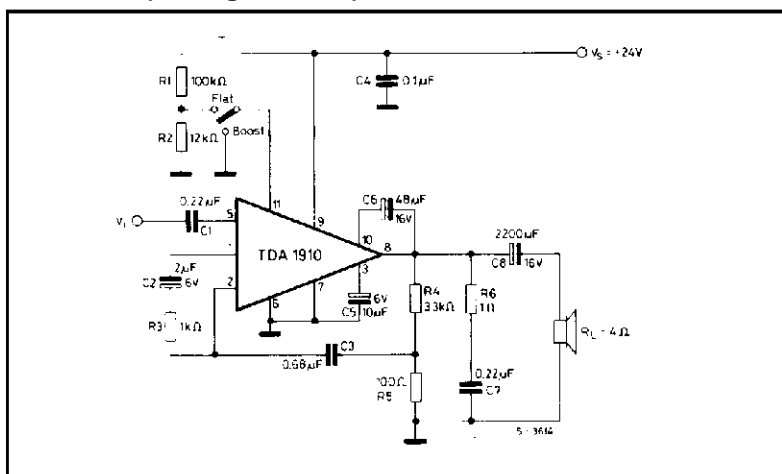 Vs = +24V
R1
100kΩ
C4
0.1µF
Flat
R2
12kΩ
Boost
11
0.22µF
C6
48µF
16V
9
5
Vi
C1
10
8
2200µF
TDA 1910
1
3
C8
16V
2µF
C2
6V
2
7
6V
R4
R6
6
C5
10µF
3.3kΩ
1Ω
R3
1kΩ
RL = 4Ω
C3
0.68µF
0.22µF
100Ω
R5
C7